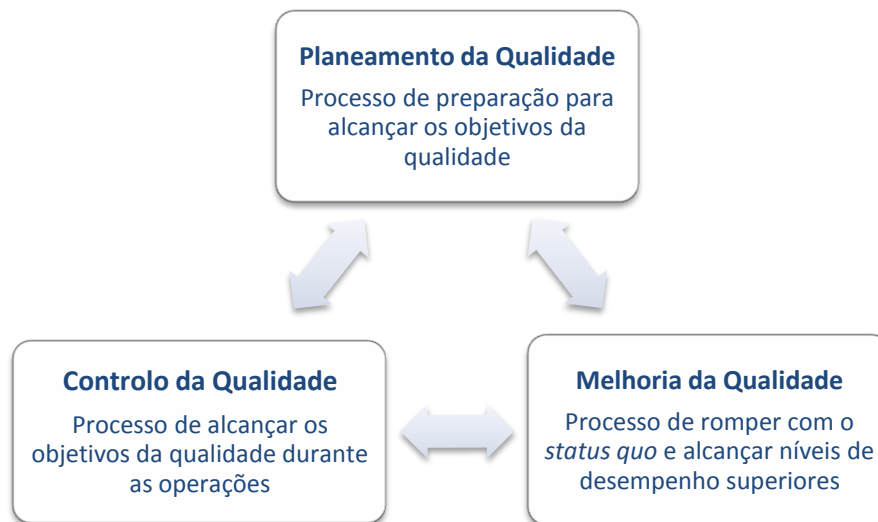 Planeamento da Qualidade
Processo de preparação para
alcançar os objetivos da
qualidade
Controlo da Qualidade
Processo de alcançar os
objetivos da qualidade durante
as operações
Melhoria da Qualidade
Processo de romper com o
status quo e alcançar níveis de
desempenho superiores